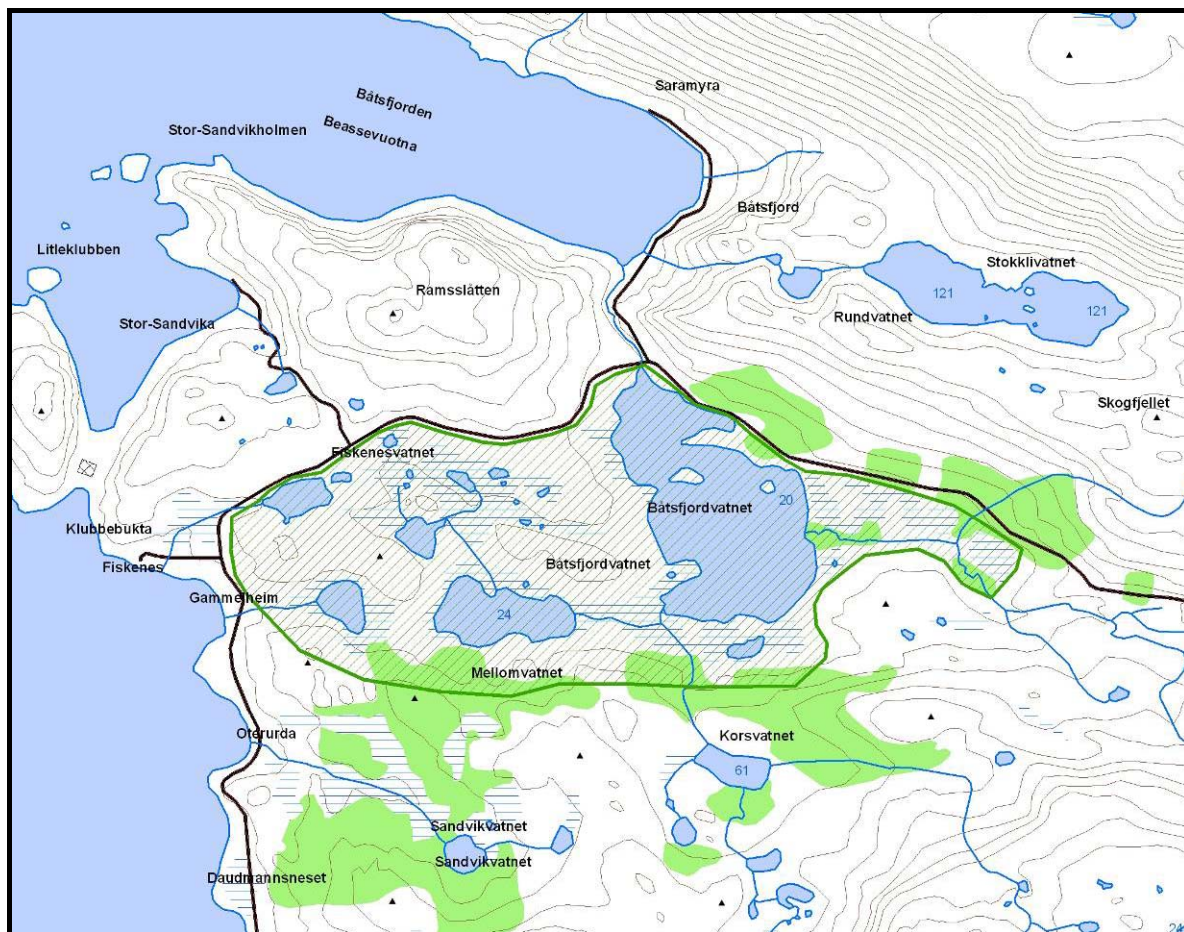 Saramyra
Båtsfjorden
Beassevuotna
Stor-Sandvikholmen
Båtsfjord
Litleklubben
Stokklivatnet
Ramsslåtten
121
121
Stor-Sandvika
Rundvatnet
Skogfjellet
Fiskenesvatnet
20
Båtsfjordvatnet
Klubbebukta
Fiskenes
Båtsfjordvatnet
Gammelheim
24
Mellomvatnet
Oterurda
Korsvatnet
61
Sandvikvatnet
Sandvikvatnet
Daudmannsneset
24